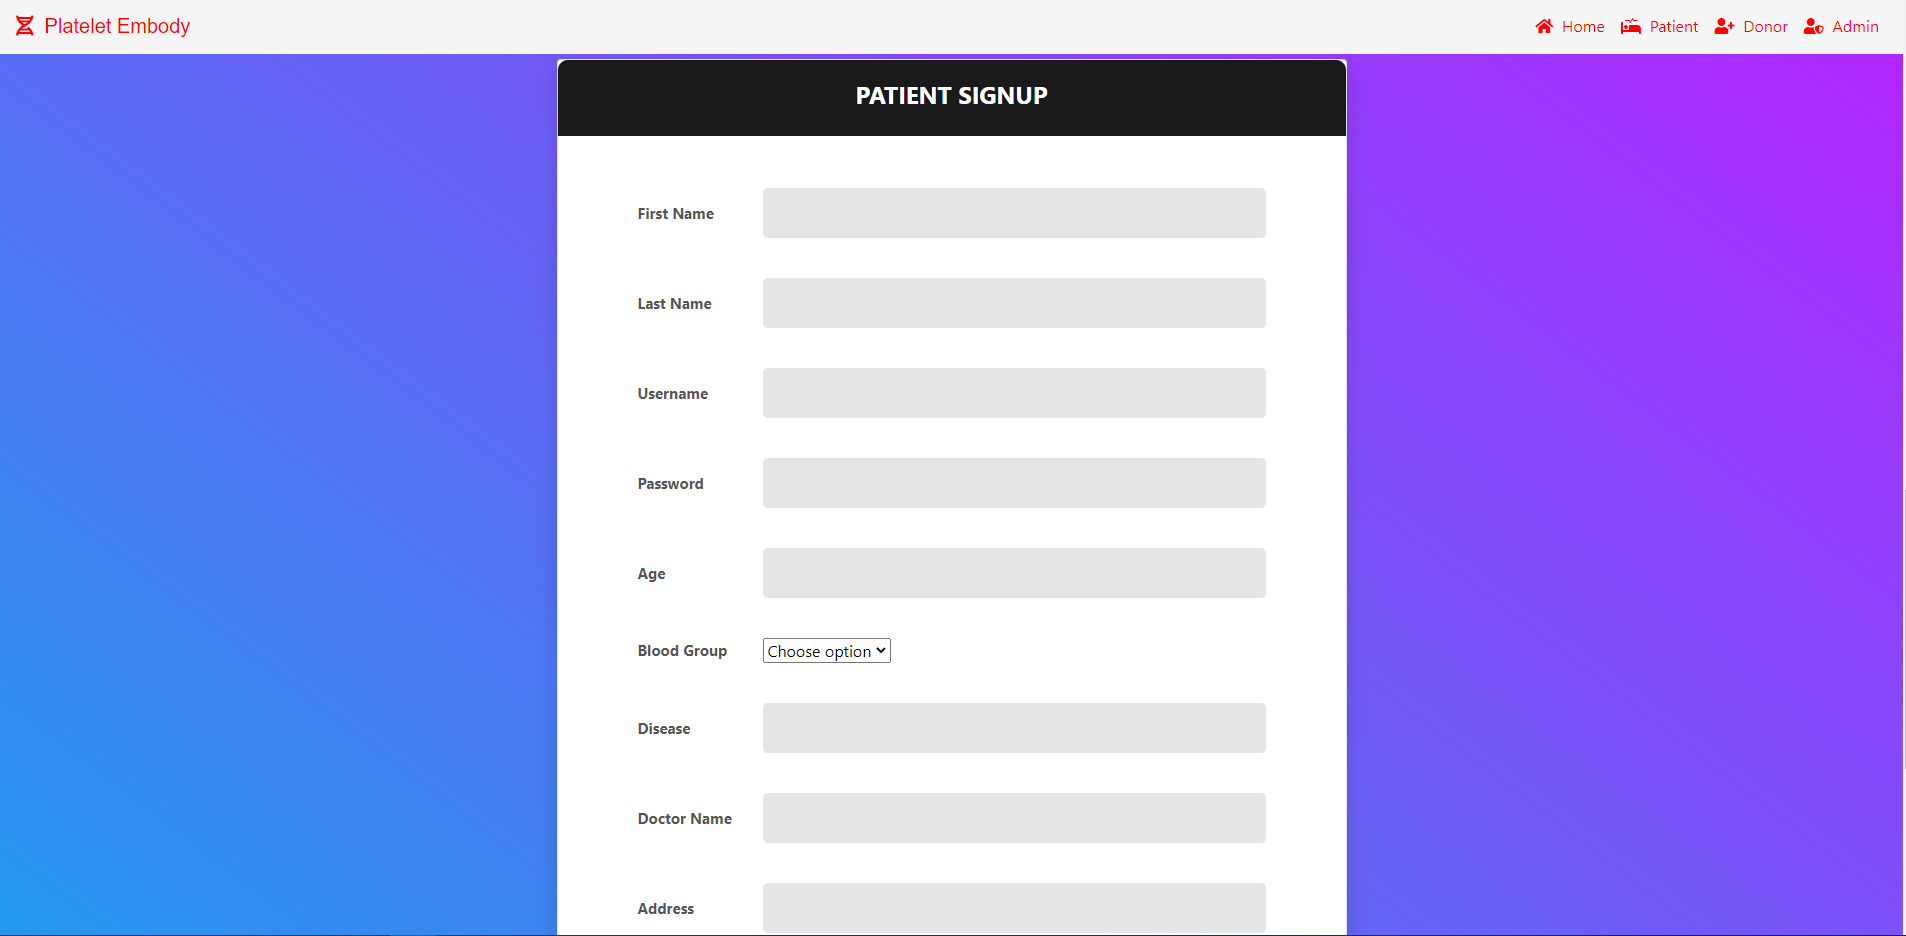 Platelet Embody
Home Patient Donor Admin
PATIENT SIGNUP
First Name
Last Name
Username
Password
Age
Blood Group Choose option
Disease
Doctor Name
Address